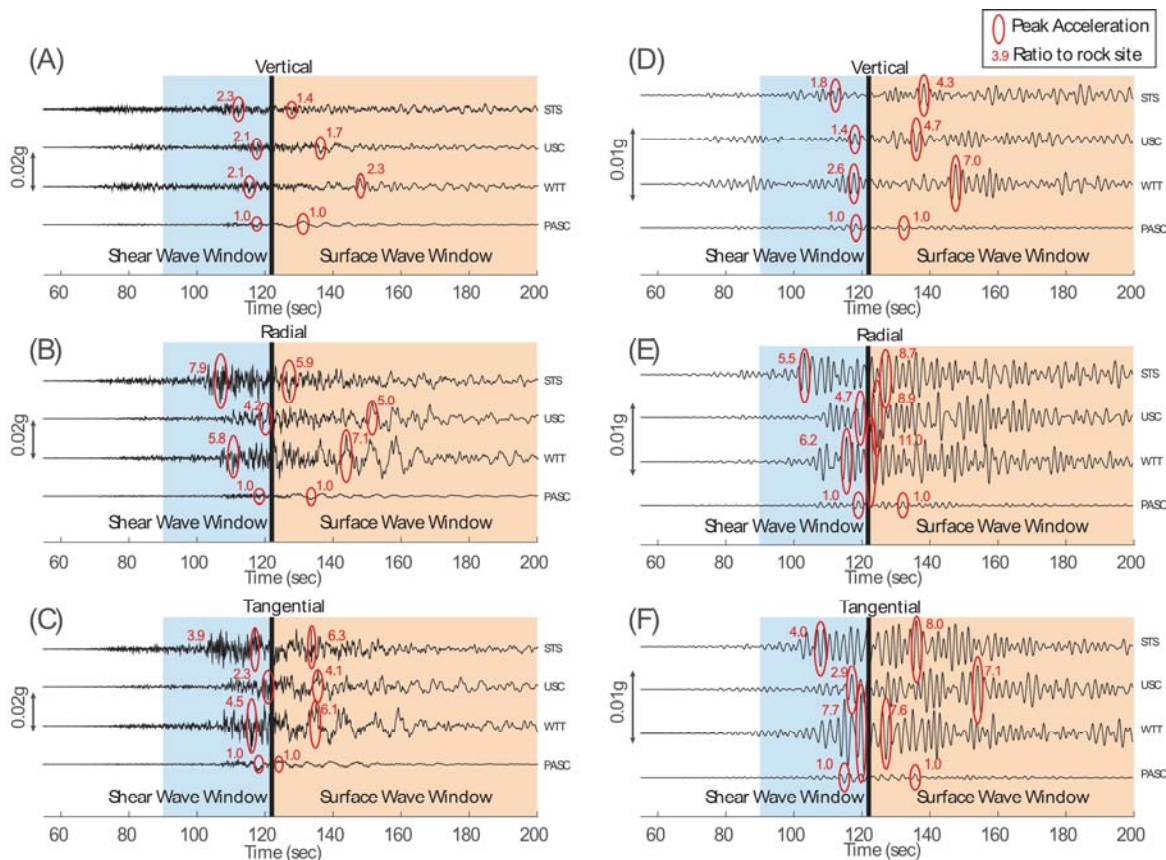 Peak Acceleration
3.9 Ratio to rock site
(A)
Vertical
2.3
1.4
STS
2.1
1.7
USC
0.02g
2.1
2.3
WTT
1.0
1.0
PASC
Shear Wave Window
Surface Wave Window
60 80 100 120 140 160 180 200
Time (sec)
(B)
Radial
7.9
5.9
STS
4.2
5.0
USC
0.02g
5.8
7.1
WTT
1.0
1.0
PASC
Shear Wave Window
Surface Wave Window
60 80 100 120 140 160 180 200
Time (sec)
(C)
Tangential
3.9
6.3
STS
2.3
4.1
USC
0.02g
4.5
6.1
WTT
1.0
1.0
PASC
Shear Wave Window
Surface Wave Window
60 80 100 120 140 160 180 200
Time (sec)
(D)
Vertical
1.8
4.3
STS
1.4
4.7
USC
0.01g
2.6
7.0
WTT
1.0
1.0
PASC
Shear Wave Window
Surface Wave Window
60 80 100 120 140 160 180 200
Time (sec)
(E)
Radial
5.5
8.7
STS
4.7
8.9
USC
0.01g
6.2
11.0
WTT
1.0
1.0
PASC
Shear Wave Window
Surface Wave Window
60 80 100 120 140 160 180 200
Time (sec)
(F)
Tangential
4.0
8.0
STS
2.9
7.1
USC
0.01g
7.7
7.6
WTT
1.0
1.0
PASC
Shear Wave Window
Surface Wave Window
60 80 100 120 140 160 180 200
Time (sec)